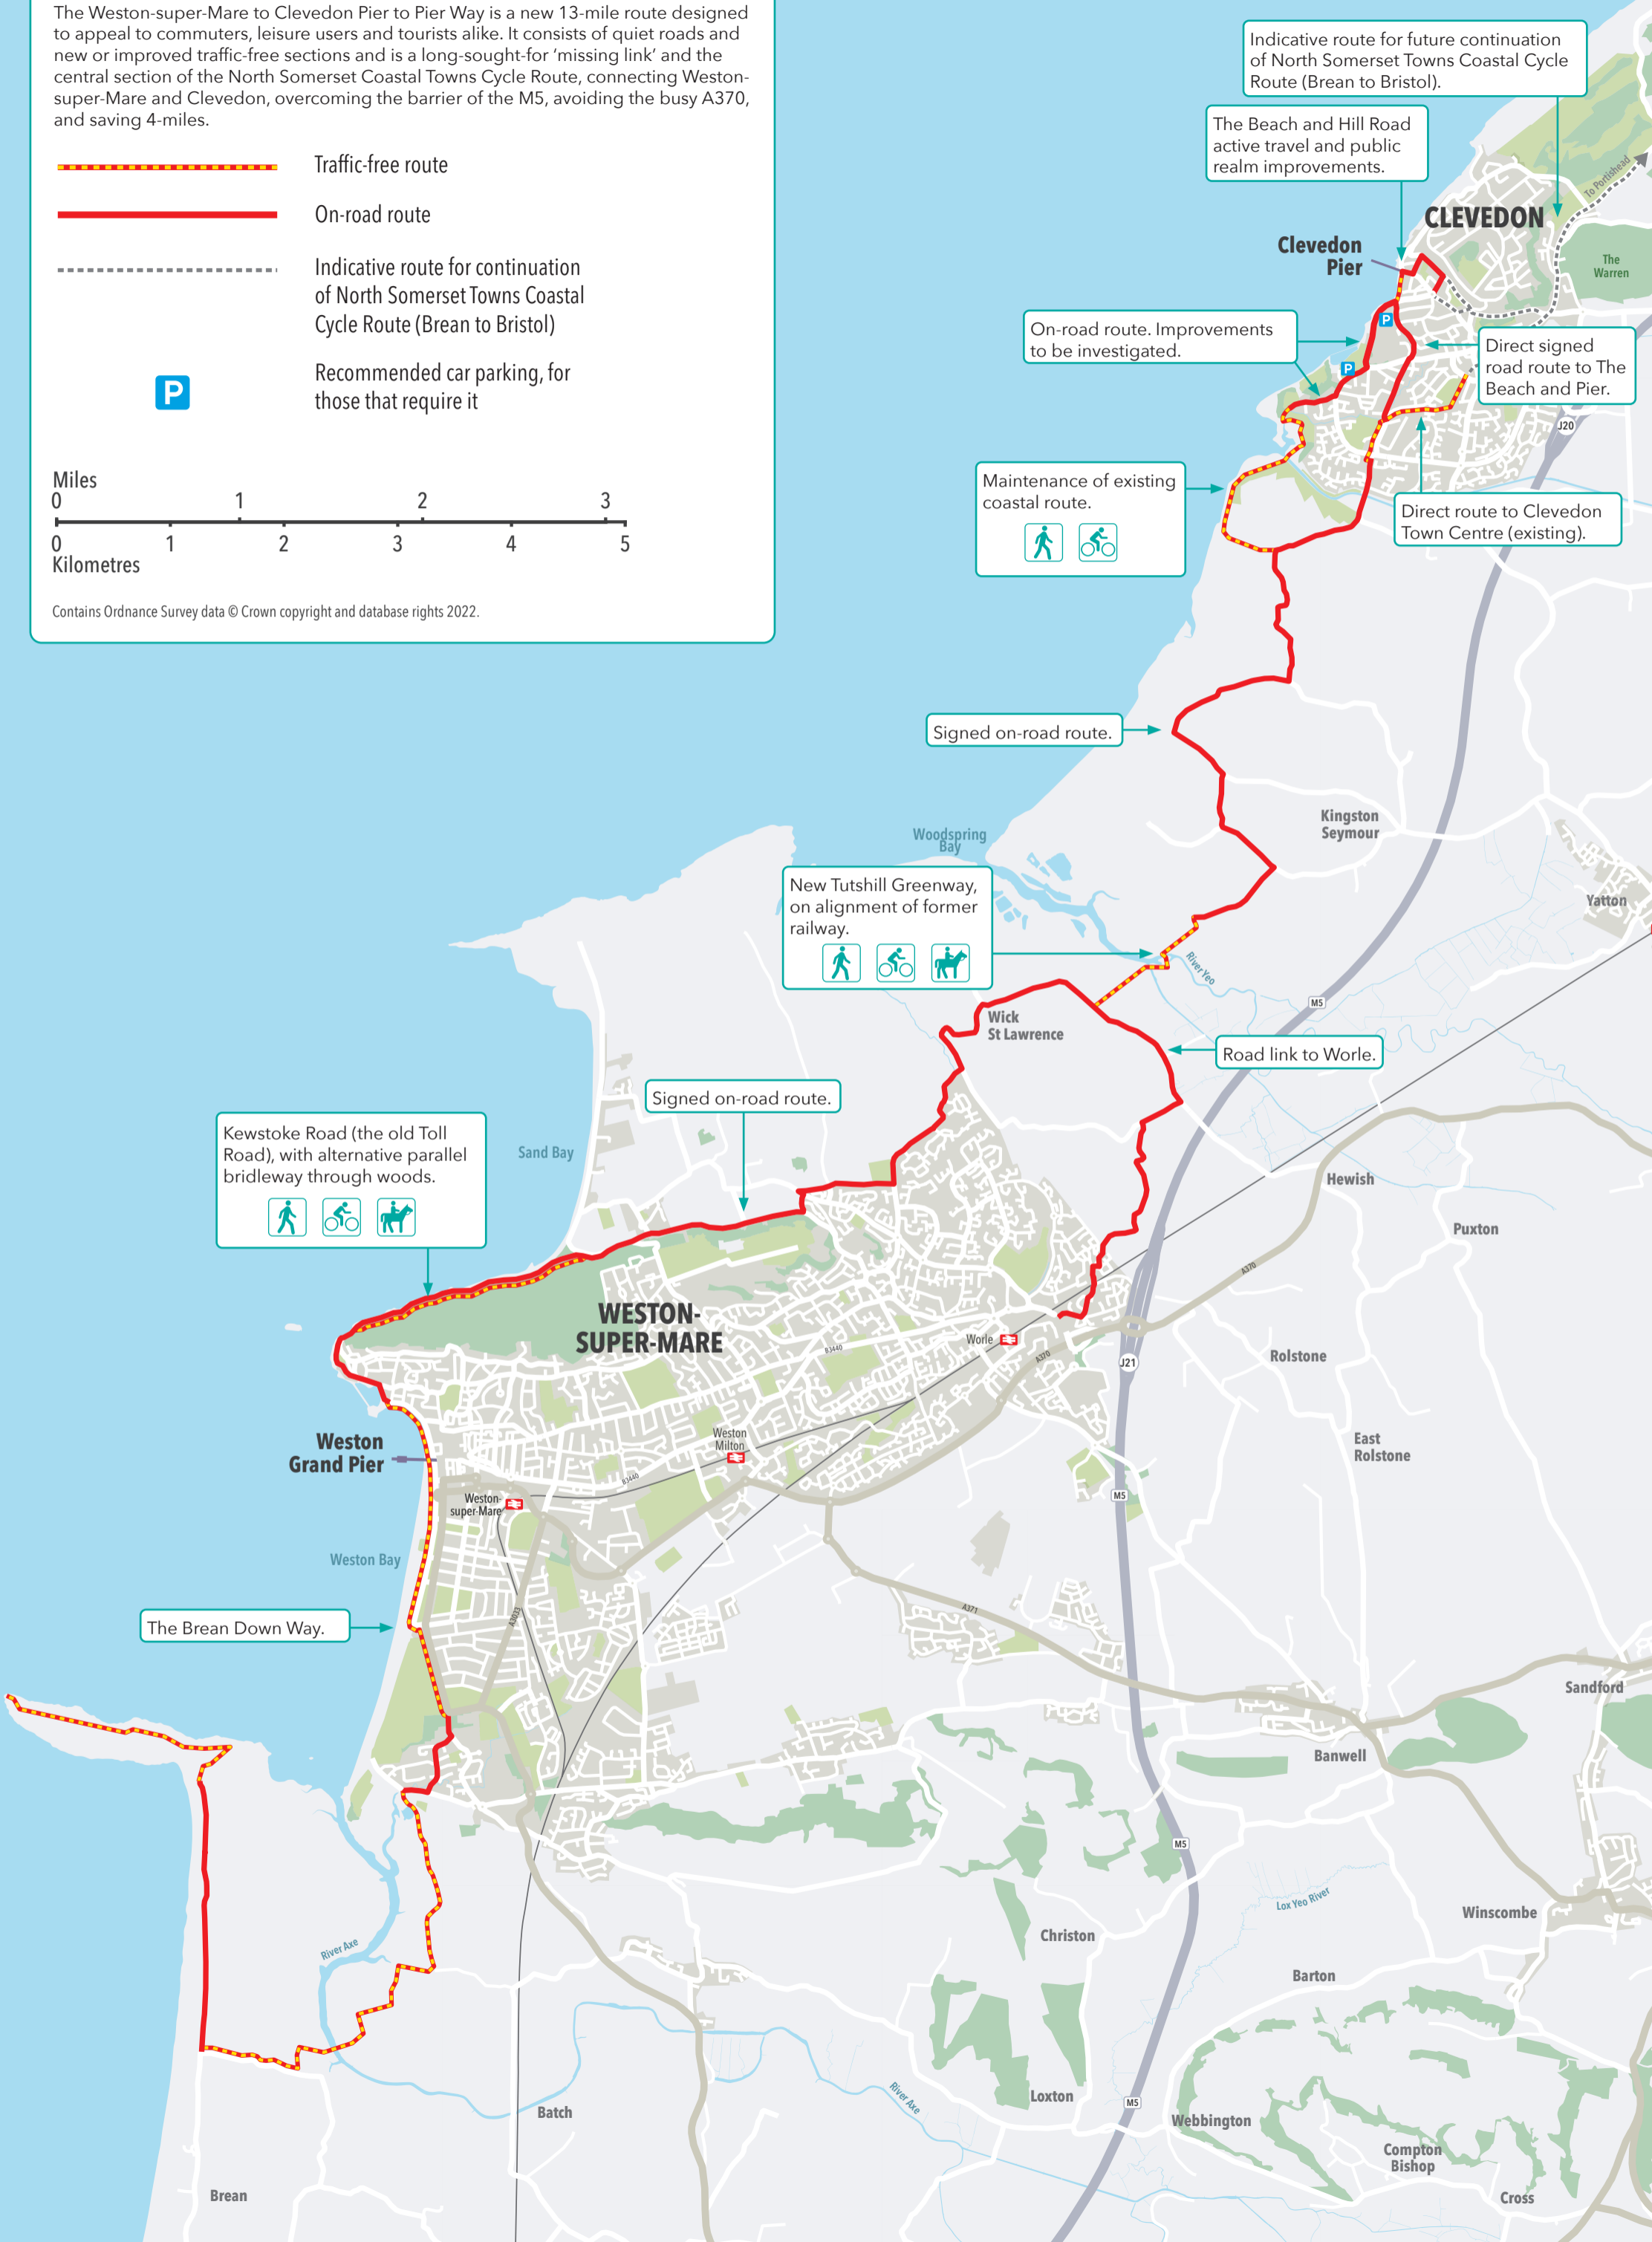 The Weston-super-Mare to Clevedon Pier to Pier Way is a new 13-mile route designed
to appeal to commuters, leisure users and tourists alike. It consists of quiet roads and
new or improved traffic-free sections and is a long-sought-for ‘missing link’ and the
central section of the North Somerset Coastal Towns Cycle Route, connecting Weston-
super-Mare and Clevedon, overcoming the barrier of the M5, avoiding the busy A370,
and saving 4-miles.
Traffic-free route
On-road route
Indicative route for continuation
of North Somerset Towns Coastal
Cycle Route (Brean to Bristol)
P
Recommended car parking, for
those that require it
Miles
0 1 2 3
0 1 2 3 4 5
Kilometres
Contains Ordnance Survey data © Crown copyright and database rights 2022.
Indicative route for future continuation
of North Somerset Towns Coastal Cycle
Route (Brean to Bristol).
The Beach and Hill Road
active travel and public
realm improvements.
To Portishead
CLEVEDON
Clevedon
Pier
The
Warren
P
On-road route. Improvements
to be investigated.
P
Direct signed
road route to The
Beach and Pier.
J20
Maintenance of existing
coastal route.
Direct route to Clevedon
Town Centre (existing).
Signed on-road route.
Kingston
Seymour
Woodspring
Bay
New Tutshill Greenway,
on alignment of former
railway.
Yatton
River Yeo
M5
Wick
St Lawrence
Road link to Worle.
Signed on-road route.
Kewstoke Road (the old Toll
Road), with alternative parallel
bridleway through woods.
Sand Bay
Hewish
Puxton
A370
WESTON-
SUPER-MARE
Worle
B3440
A370
J21
Rolstone
Weston
Grand Pier
Weston
Milton
East
Rolstone
B3440
Weston-
super-Mare
M5
Weston Bay
The Brean Down Way.
A3033
A371
Sandford
Banwell
M5
Lox Yeo River
Winscombe
Christon
River Axe
Barton
River Axe
Loxton
M5
Batch
Webbington
Compton
Bishop
Brean
Cross